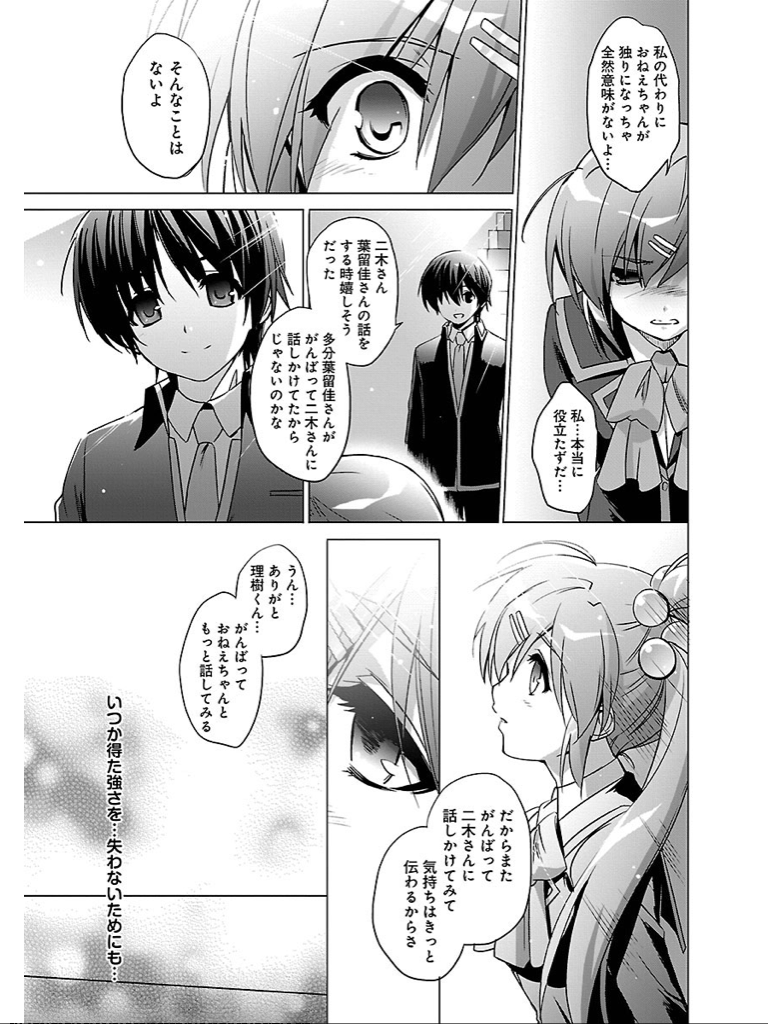 私の代わりに
おねえちゃんが
独りになっちゃ
全然意味がないよ…
私…本当に
役立たずだ…
そんなことは
ないよ
二木さん
葉留佳さんの話を
する時嬉しそう
だった
多分葉留佳さんが
がんばって二木さんに
話しかけてたから
じゃないのかな
だからまた
がんばって
二木さんに
話しかけてみて
気持ちはきっと
伝わるからさ
うん…
ありがと
理樹くん…
がんばって
おねえちゃんと
もっと話してみる
いつか得た強さを…失わないためにも…